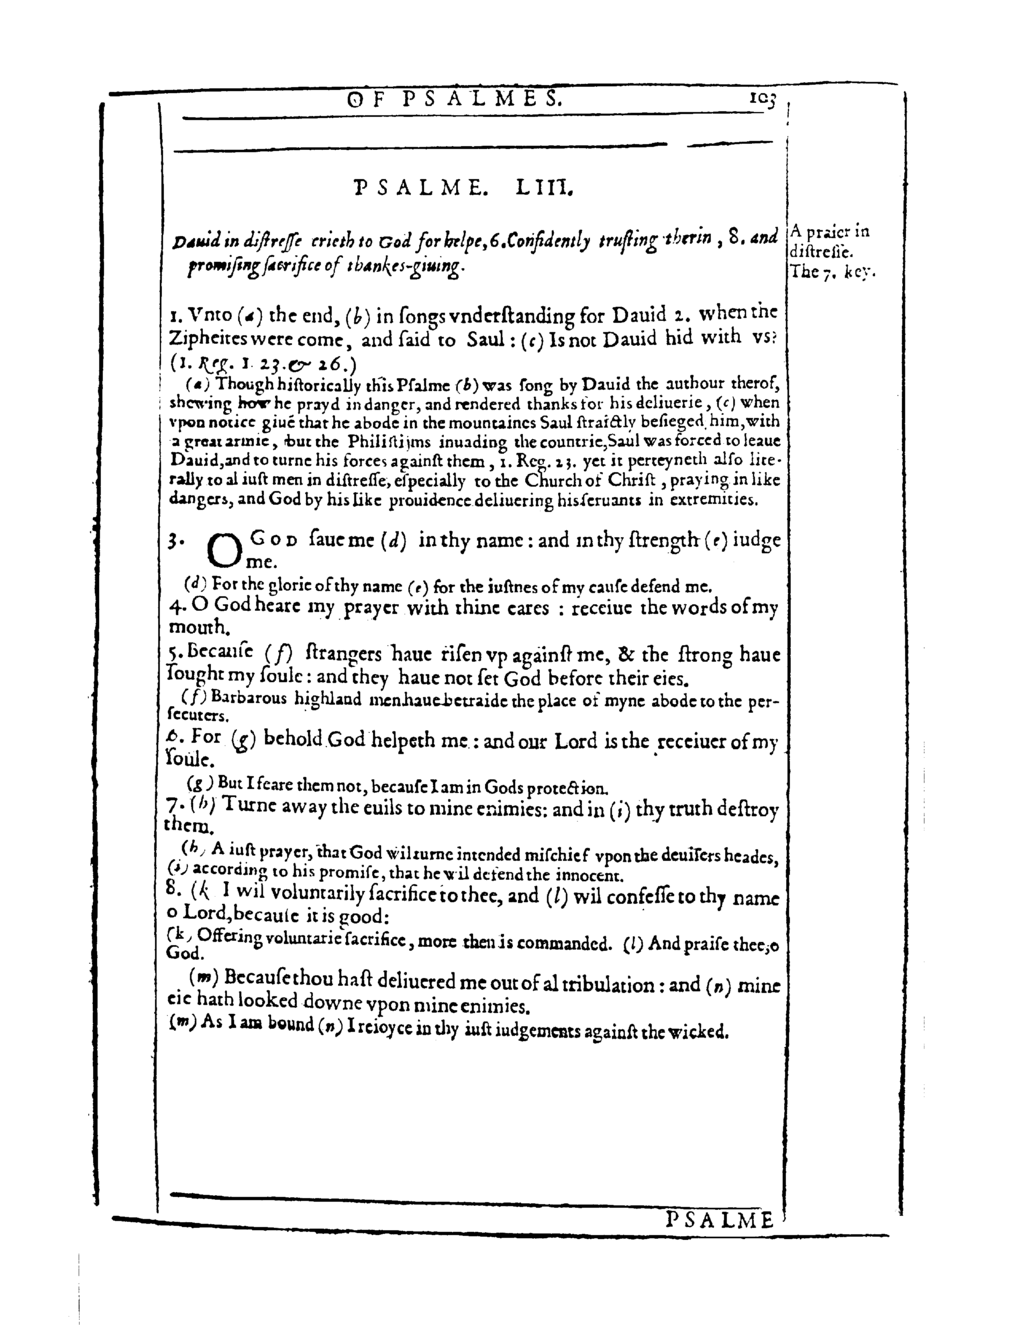 OF PSALMES. 103
PSALME. LIII.
Dauid in diſtreſſe crieth to God for helpe, 6. Confidently truſting therin, 8. and
promiſing ſacrifice of thankes-giuing.
A praier in
diſtreſſe.
The 7. key.
1. Vnto (a) the end, (b) in ſongs vnderſtanding for Dauid 2. when the
Zipheites were come, and ſaid to Saul: (c) Is not Dauid hid with vs?
(1. Reg. 1 23. & 26.)
(a) Though hiſtorically this Pſalme (b) was ſong by Dauid the authour therof,
shewing how he prayd in danger, and rendered thanks for his deliuerie, (c) when
vpon notice giuē that he abode in the mountaines Saul ſtraictly beſieged him, with
a great armie, but the Philiſtijms inuading the countrie, Saul was forced to leaue
Dauid, and to turne his forces againſt them, 1. Reg. 23. yet it perteyneth alſo lite-
rally to al iuſt men in diſtreſſe, eſpecially to the Church of Chriſt, praying in like
dangers, and God by his like prouidence deliuering his ſeruants in extremities.
3. O GOD ſaue me (d) in thy name: and in thy ſtrength (e) iudge
me.
(d) For the glorie of thy name (e) for the iuſtnes of my cauſe defend me.
4. O God heare my prayer with thine eares: receiue the words of my
mouth.
5. Becauſe (f) ſtrangers haue riſen vp againſt me, & the ſtrong haue
ſought my ſoule: and they haue not ſet God before their eies.
(f) Barbarous highland men haue betraide the place of myne abode to the per-
ſecuters.
6. For (g) behold God helpeth me: and our Lord is the receiuer of my
ſoule.
(g) But I feare them not, becauſe I am in Gods protection.
7. (h) Turne away the euils to mine enimies: and in (i) thy truth deſtroy
them.
(h) A iuſt prayer, that God wil turne intended miſchief vpon the deuiſers heades,
(i) according to his promiſe, that he wil defend the innocent.
8. (k I wil voluntarily ſacrifice to thee, and (l) wil confeſſe to thy name
o Lord, becauſe it is good:
(k) Offering voluntarie ſacrifice, more then is commanded. (l) And praiſe thee, o
God.
(m) Becauſe thou haſt deliuered me out of al tribulation: and (n) mine
eie hath looked downe vpon mine enimies.
(m) As I am bound (n) I reioyce in thy iuſt iudgements againſt the wicked.
PSALME